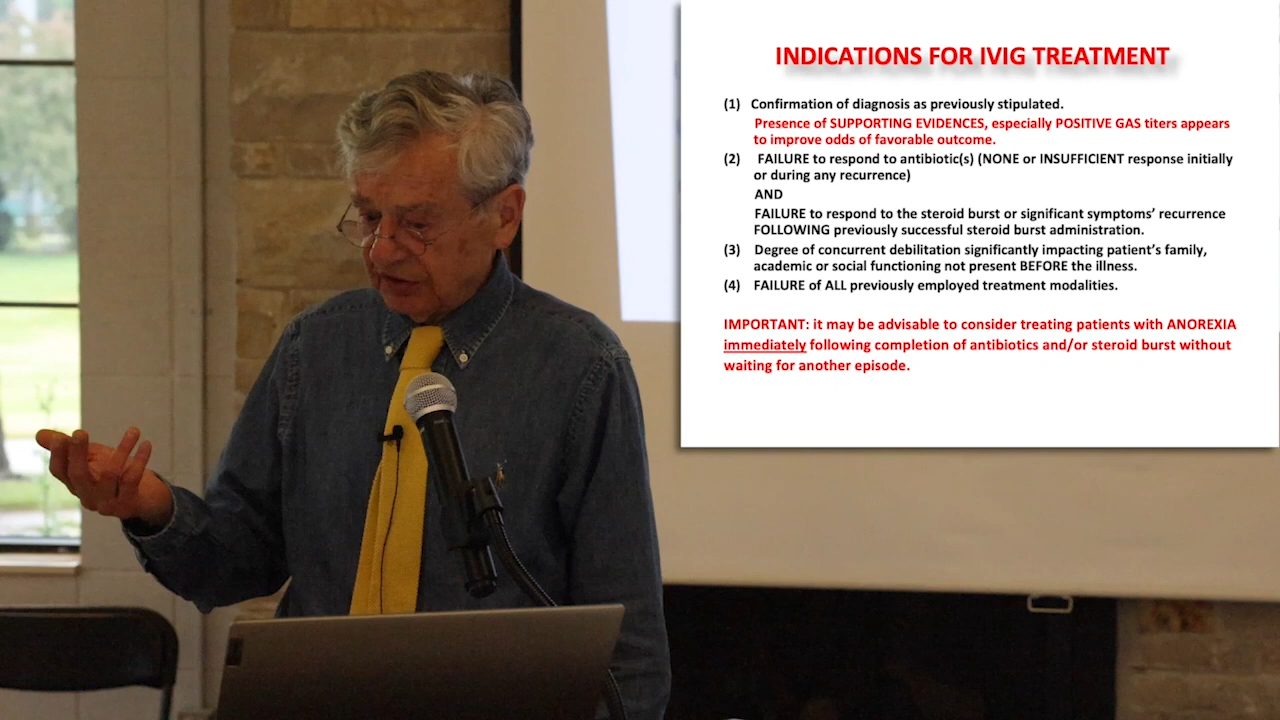 INDICATIONS FOR IVIG TREATMENT
(1) Confirmation of diagnosis as previously stipulated.
Presence of SUPPORTING EVIDENCES, especially POSITIVE GAS titers appears
to improve odds of favorable outcome.
(2) FAILURE to respond to antibiotic(s) (NONE or INSUFFICIENT response initially
or during any recurrence)
AND
FAILURE to respond to the steroid burst or significant symptoms’ recurrence
FOLLOWING previously successful steroid burst administration.
(3) Degree of concurrent debilitation significantly impacting patient’s family,
academic or social functioning not present BEFORE the illness.
(4) FAILURE of ALL previously employed treatment modalities.
IMPORTANT: it may be advisable to consider treating patients with ANOREXIA
immediately following completion of antibiotics and/or steroid burst without
waiting for another episode.